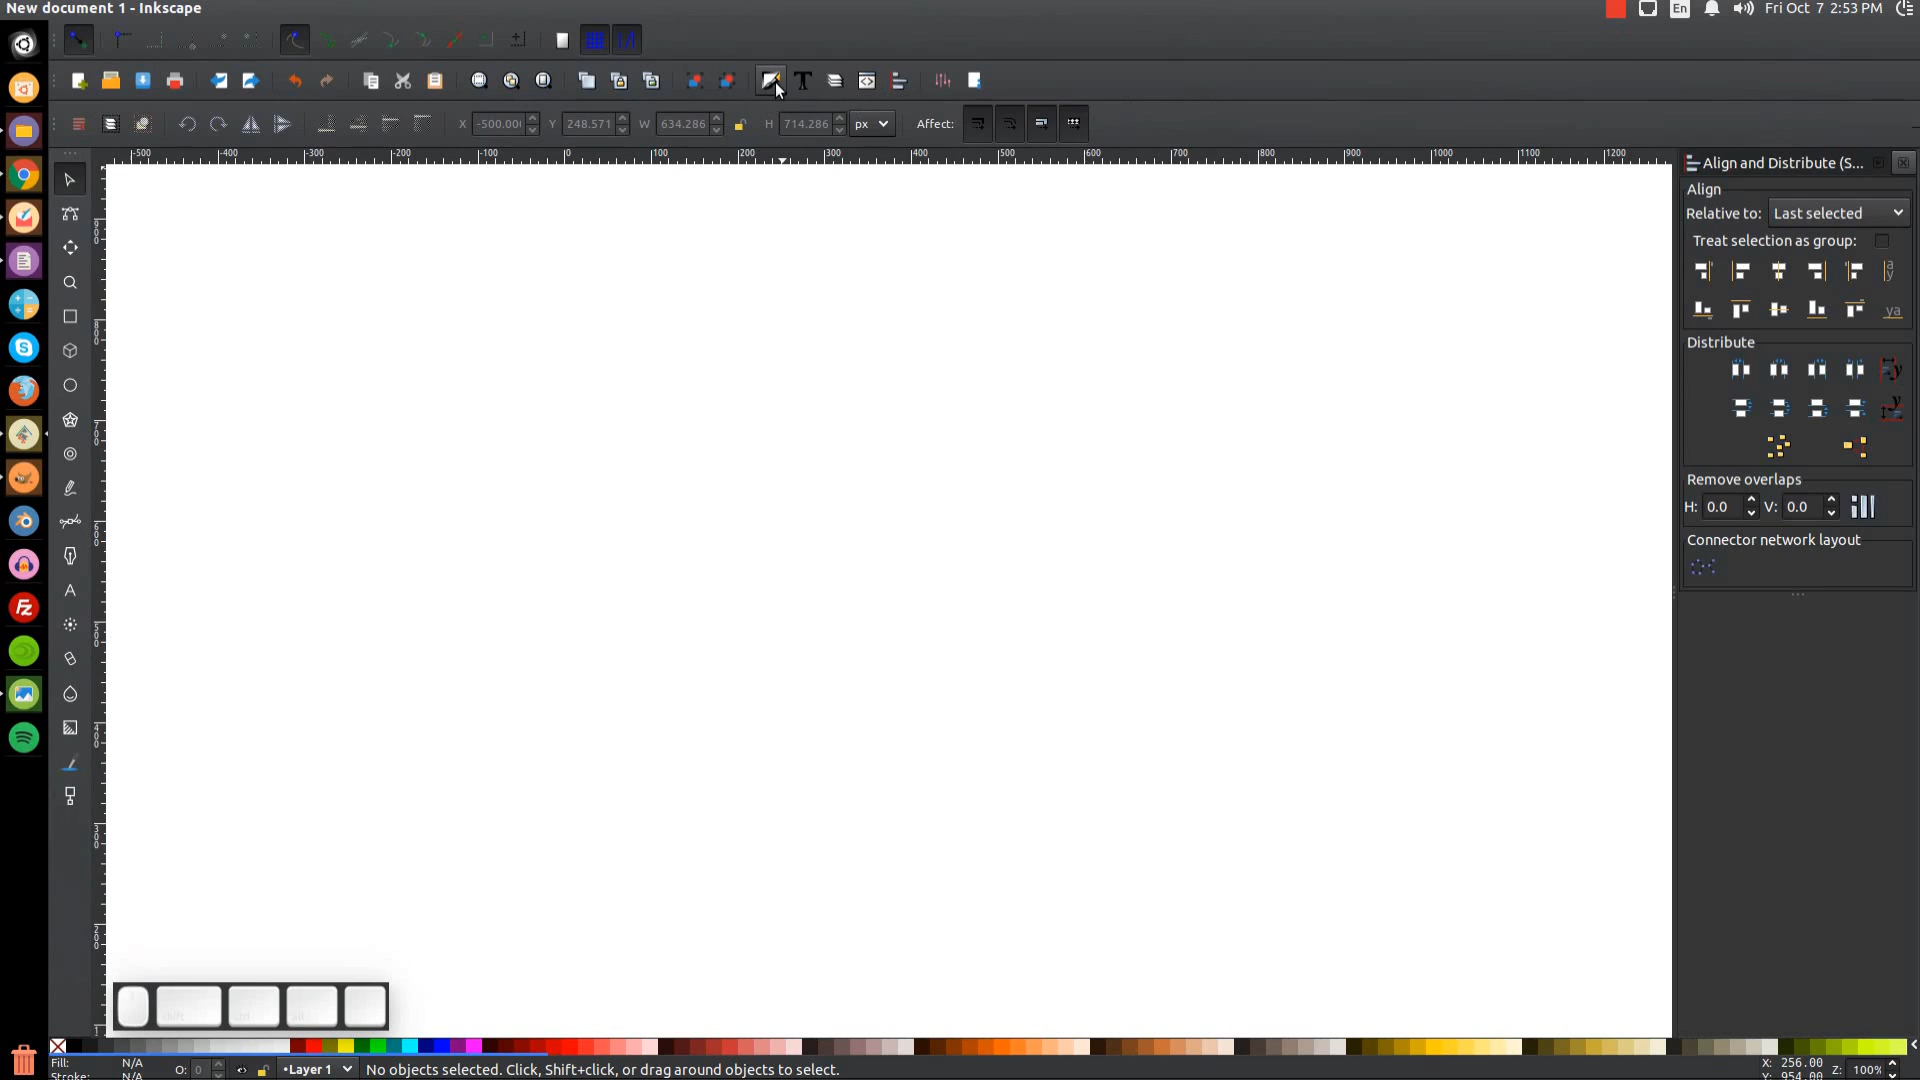 New document 1 - Inkscape
En
Fri Oct 7 2:53 PM
X -500.00 Y 248.571 W 634.286 H 714.286 px Affect:
-500 -400 -300 -200 -100 0 100 200 300 400 500 600 700 800 900 1000 1100 1200
Align and Distribute (S...
Align
Relative to: Last selected
Treat selection as group:
Distribute
Remove overlaps
H: 0.0 V: 0.0
Connector network layout
Fill: N/A
Stroke: N/A
O: 0
•Layer 1
No objects selected. Click, Shift+click, or drag around objects to select.
X: 256.00
Y: 954.00
Z: 100%